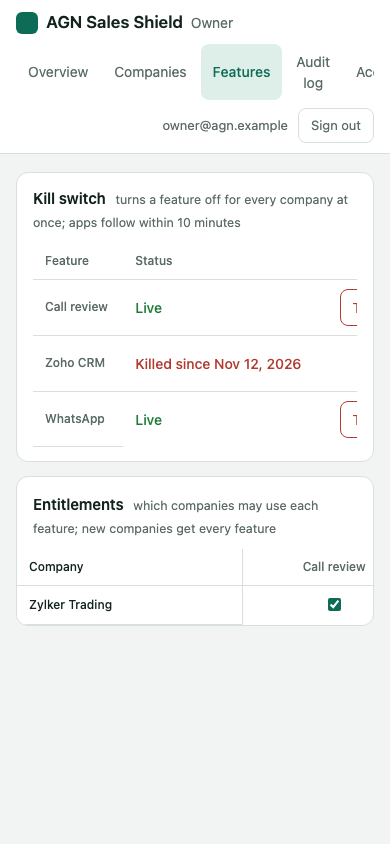 AGN Sales Shield Owner
Overview Companies Features Audit log
owner@agn.example Sign out
Kill switch turns a feature off for every company at
once; apps follow within 10 minutes
Feature Status
Call review Live
Zoho CRM Killed since Nov 12, 2026
WhatsApp Live
Entitlements which companies may use each
feature; new companies get every feature
Company Call review
Zylker Trading